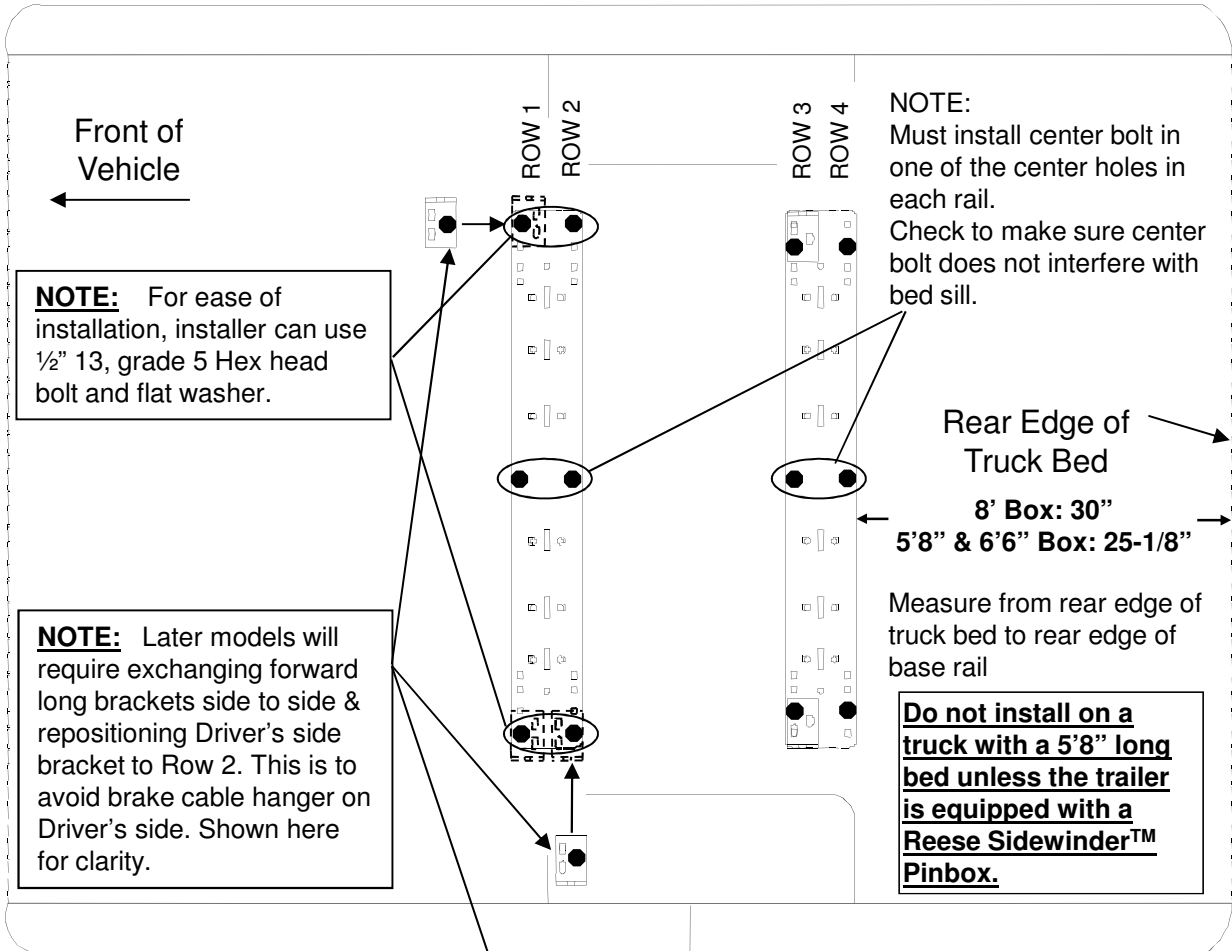 Front of
Vehicle
ROW 1
ROW 2
ROW 3
ROW 4
NOTE:
Must install center bolt in
one of the center holes in
each rail.
Check to make sure center
bolt does not interfere with
bed sill.
NOTE: For ease of
installation, installer can use
½” 13, grade 5 Hex head
bolt and flat washer.
Rear Edge of
Truck Bed
8’ Box: 30”
5’8” & 6’6” Box: 25-1/8”
Measure from rear edge of
truck bed to rear edge of
base rail
NOTE: Later models will
require exchanging forward
long brackets side to side &
repositioning Driver’s side
bracket to Row 2. This is to
avoid brake cable hanger on
Driver’s side. Shown here
for clarity.
Do not install on a
truck with a 5’8” long
bed unless the trailer
is equipped with a
Reese Sidewinder™
Pinbox.